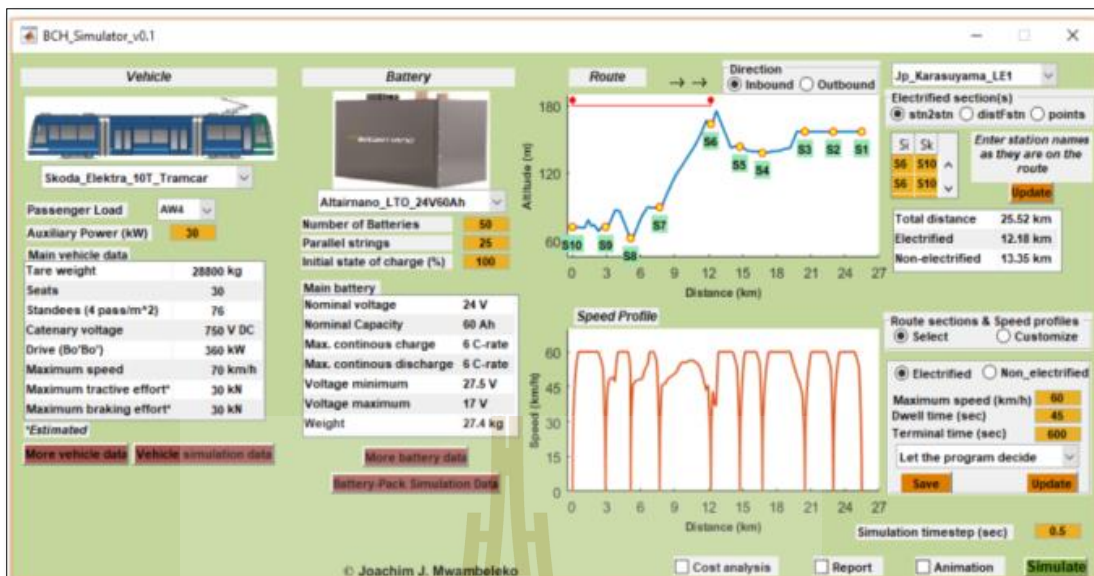 BCH_Simulator_v0.1
Vehicle
Skoda_Elektra_10T_Tramcar
Passenger Load AW4
Auxiliary Power (kW) 30
Main vehicle data
Tare weight 28800 kg
Seats 30
Standees (4 pass/m^2) 76
Catenary voltage 750 V DC
Drive (Bo'Bo') 360 kW
Maximum speed 70 km/h
Maximum tractive effort* 30 kN
Maximum braking effort* 30 kN
*Estimated
More vehicle data Vehicle simulation data
Battery
Altairnano_LTO_24V60Ah
Number of Batteries 50
Parallel strings 25
Initial state of charge (%) 100
Main battery
Nominal voltage 24 V
Nominal Capacity 60 Ah
Max. continous charge 6 C-rate
Max. continous discharge 6 C-rate
Voltage minimum 27.5 V
Voltage maximum 17 V
Weight 27.4 kg
More battery data
Battery-Pack Simulation Data
© Joachim J. Mwambeleko
Route
→ →
Direction
Inbound Outbound
Altitude (m)
180
120
60
S10 S9 S8 S7 S6 S5 S4 S3 S2 S1
0 3 6 9 12 15 18 21 24 27
Distance (km)
Speed Profile
Speed (km/h)
60
45
30
15
0
0 3 6 9 12 15 18 21 24 27
Distance (km)
Jp_Karasuyama_LE1
Electrified section(s)
stn2stn distFstn points
Si Sk
S6 S10
S6 S10
Enter station names
as they are on the
route
Update
Total distance 25.52 km
Electrified 12.18 km
Non-electrified 13.35 km
Route sections & Speed profiles
Select Customize
Electrified Non_electrified
Maximum speed (km/h) 60
Dwell time (sec) 45
Terminal time (sec) 600
Let the program decide
Save Update
Simulation timestep (sec) 0.5
Cost analysis Report Animation Simulate